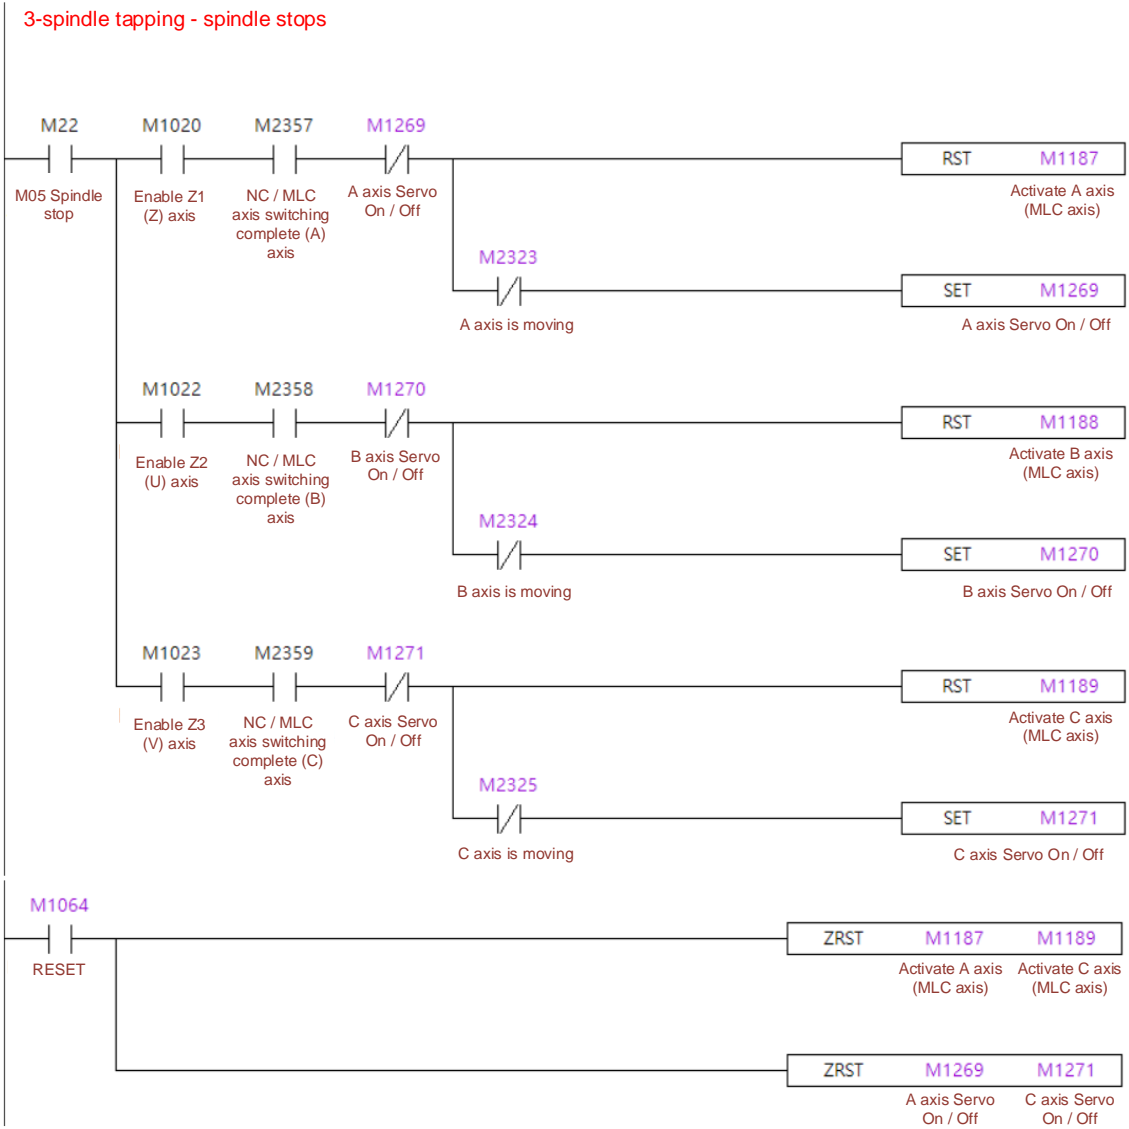 3-spindle tapping - spindle stops
M22
M1020
M2357
M1269
RST M1187
M05 Spindle
stop
Enable Z1
(Z) axis
NC / MLC
axis switching
complete (A)
axis
A axis Servo
On / Off
Activate A axis
(MLC axis)
M2323
SET M1269
A axis is moving
A axis Servo On / Off
M1022
M2358
M1270
RST M1188
Enable Z2
(U) axis
NC / MLC
axis switching
complete (B)
axis
B axis Servo
On / Off
Activate B axis
(MLC axis)
M2324
SET M1270
B axis is moving
B axis Servo On / Off
M1023
M2359
M1271
RST M1189
Enable Z3
(V) axis
NC / MLC
axis switching
complete (C)
axis
C axis Servo
On / Off
Activate C axis
(MLC axis)
M2325
SET M1271
C axis is moving
C axis Servo On / Off
M1064
ZRST M1187 M1189
RESET
Activate A axis
(MLC axis)
Activate C axis
(MLC axis)
ZRST M1269 M1271
A axis Servo
On / Off
C axis Servo
On / Off